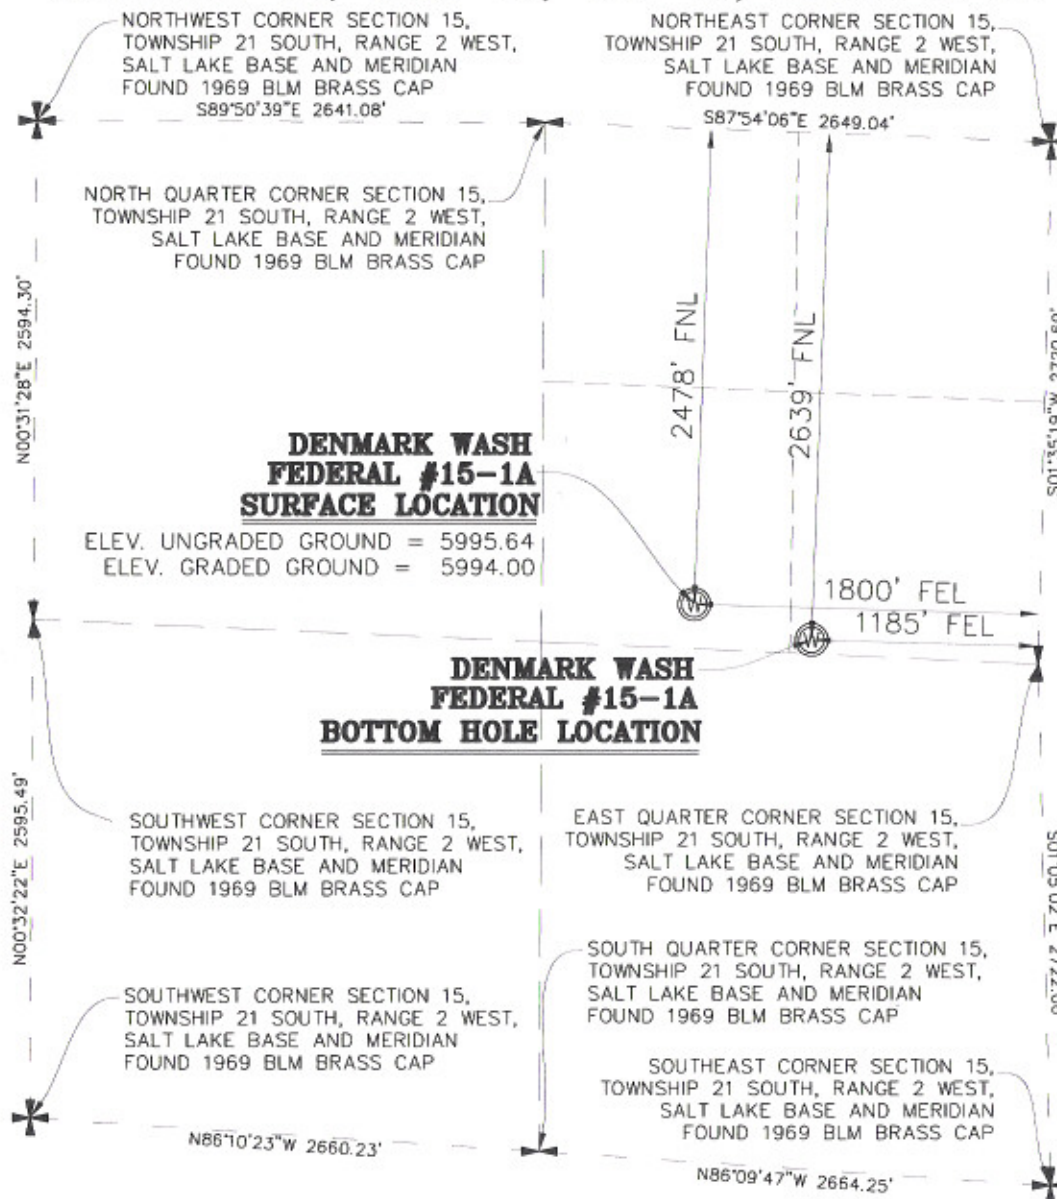 NORTHWEST CORNER SECTION 15,
TOWNSHIP 21 SOUTH, RANGE 2 WEST,
SALT LAKE BASE AND MERIDIAN
FOUND 1969 BLM BRASS CAP
S89°50'39"E 2641.08'
NORTHEAST CORNER SECTION 15,
TOWNSHIP 21 SOUTH, RANGE 2 WEST,
SALT LAKE BASE AND MERIDIAN
FOUND 1969 BLM BRASS CAP
S87°54'06"E 2649.04'
NORTH QUARTER CORNER SECTION 15,
TOWNSHIP 21 SOUTH, RANGE 2 WEST,
SALT LAKE BASE AND MERIDIAN
FOUND 1969 BLM BRASS CAP
N00°31'28"E 2594.30'
2478' FNL
2639' FNL
DENMARK WASH
FEDERAL #15-1A
SURFACE LOCATION
ELEV. UNGRADED GROUND = 5995.64
ELEV. GRADED GROUND = 5994.00
1800' FEL
1185' FEL
DENMARK WASH
FEDERAL #15-1A
BOTTOM HOLE LOCATION
N00°32'22"E 2595.49'
SOUTHWEST CORNER SECTION 15,
TOWNSHIP 21 SOUTH, RANGE 2 WEST,
SALT LAKE BASE AND MERIDIAN
FOUND 1969 BLM BRASS CAP
EAST QUARTER CORNER SECTION 15,
TOWNSHIP 21 SOUTH, RANGE 2 WEST,
SALT LAKE BASE AND MERIDIAN
FOUND 1969 BLM BRASS CAP
SOUTH QUARTER CORNER SECTION 15,
TOWNSHIP 21 SOUTH, RANGE 2 WEST,
SALT LAKE BASE AND MERIDIAN
FOUND 1969 BLM BRASS CAP
SOUTHWEST CORNER SECTION 15,
TOWNSHIP 21 SOUTH, RANGE 2 WEST,
SALT LAKE BASE AND MERIDIAN
FOUND 1969 BLM BRASS CAP
SOUTHEAST CORNER SECTION 15,
TOWNSHIP 21 SOUTH, RANGE 2 WEST,
SALT LAKE BASE AND MERIDIAN
FOUND 1969 BLM BRASS CAP
N86°10'23"W 2660.23'
N86°09'47"W 2664.25'